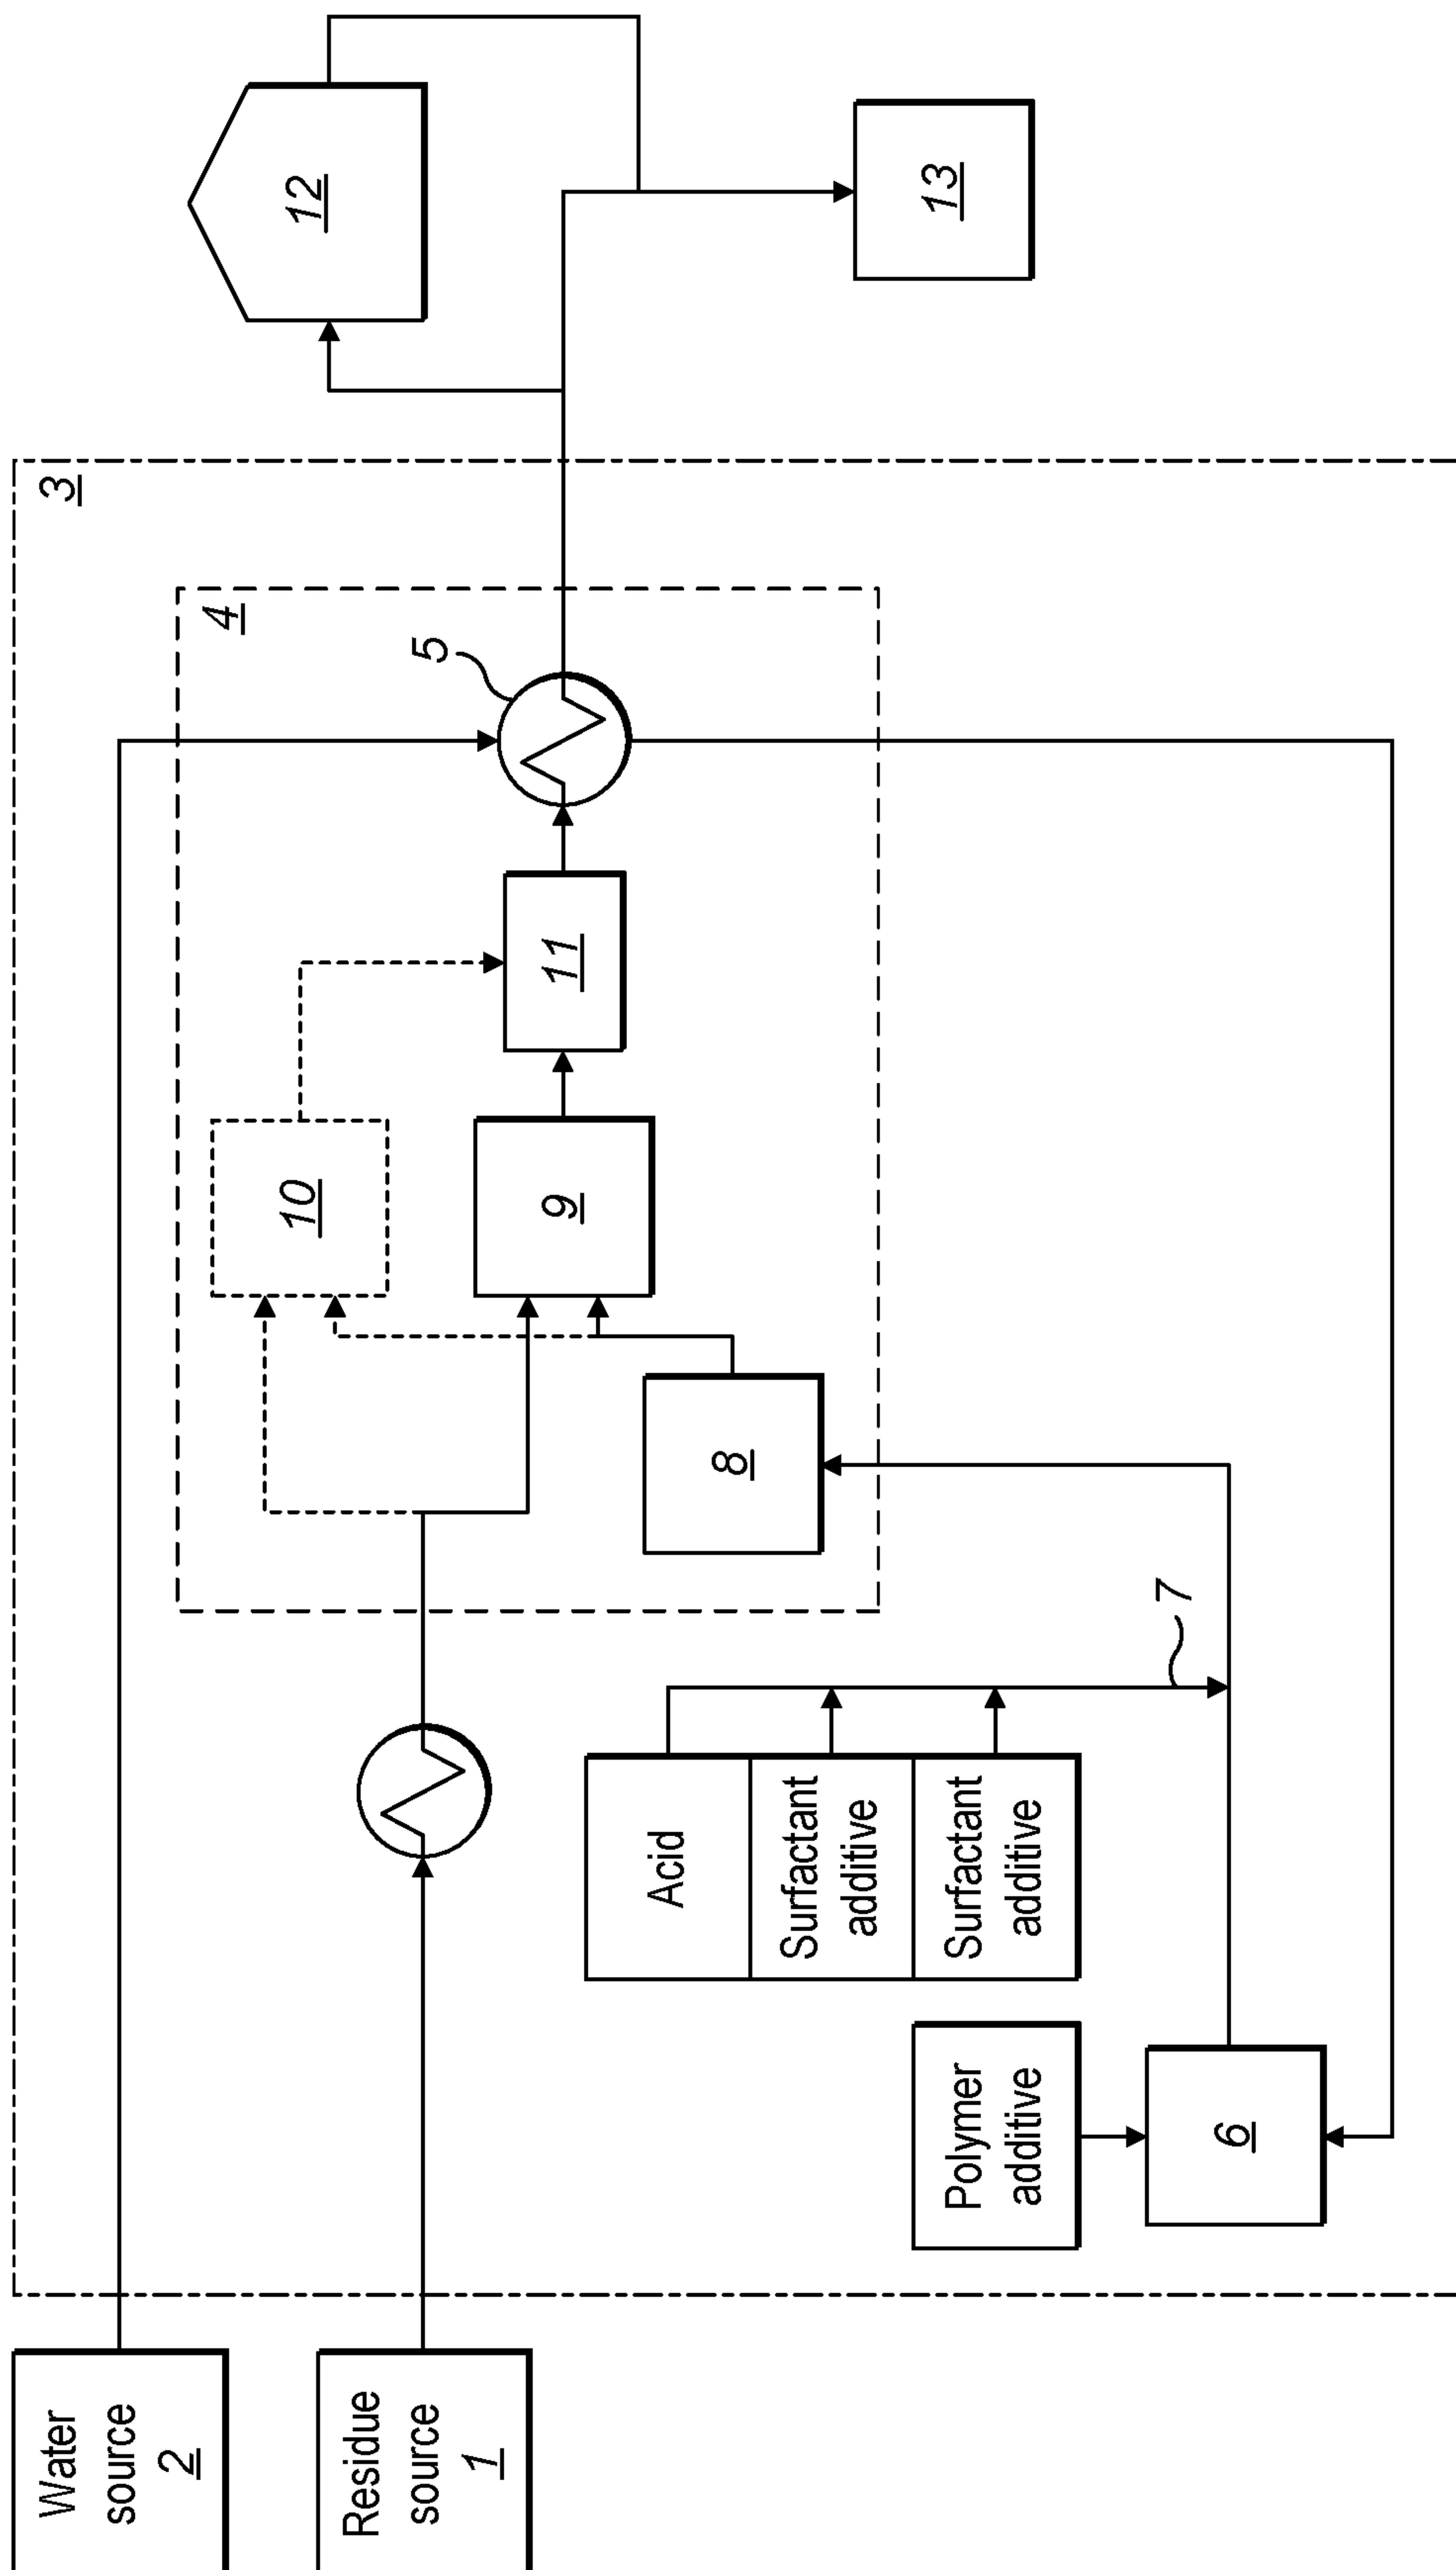 Water
source
2
Residue
source
1
3
4
5
12
13
10
11
9
8
7
Acid
Surfactant
additive
Surfactant
additive
Polymer
additive
6